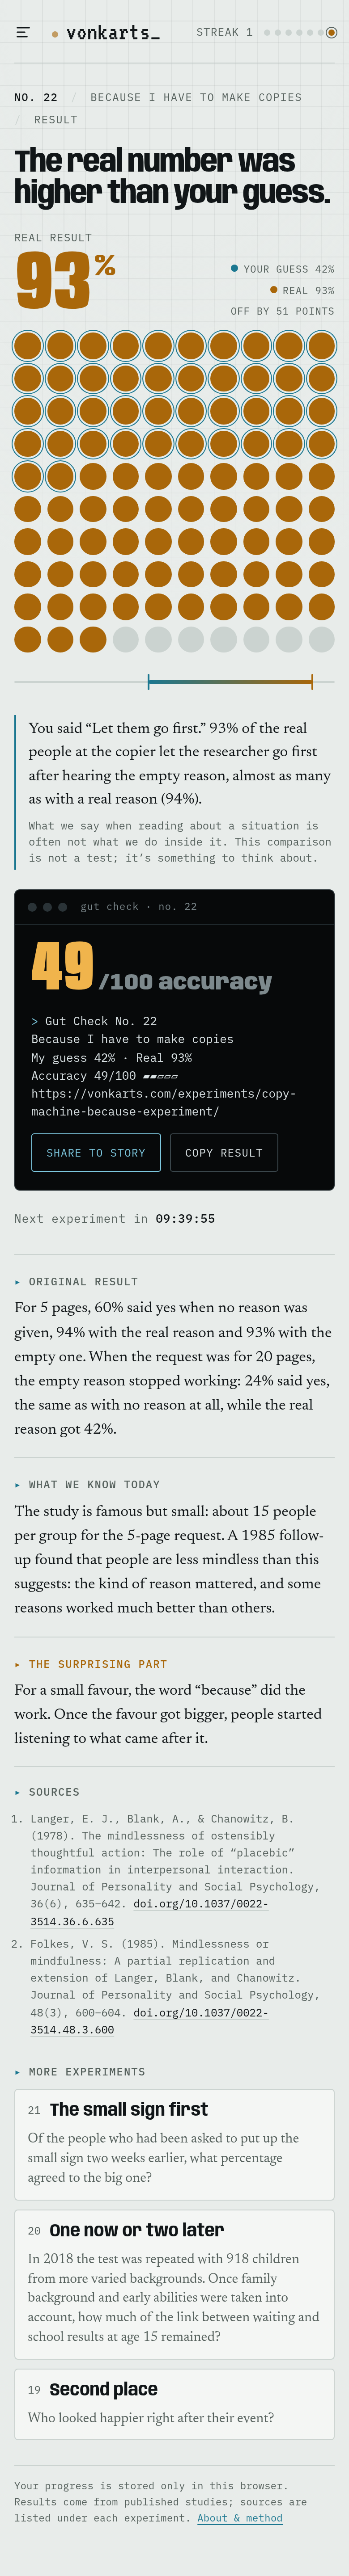 vonkarts_
STREAK 1
NO. 22 / BECAUSE I HAVE TO MAKE COPIES
/ RESULT
The real number was
higher than your guess.
REAL RESULT
93%
YOUR GUESS 42%
REAL 93%
OFF BY 51 POINTS
You said “Let them go first.” 93% of the real
people at the copier let the researcher go first
after hearing the empty reason, almost as many
as with a real reason (94%).
What we say when reading about a situation is
often not what we do inside it. This comparison
is not a test; it’s something to think about.
gut check · no. 22
49/100 accuracy
> Gut Check No. 22
Because I have to make copies
My guess 42% · Real 93%
Accuracy 49/100 ▰▰▱▱▱
https://vonkarts.com/experiments/copy-
machine-because-experiment/
SHARE TO STORY
COPY RESULT
Next experiment in 09:39:55
▸ ORIGINAL RESULT
For 5 pages, 60% said yes when no reason was
given, 94% with the real reason and 93% with the
empty one. When the request was for 20 pages,
the empty reason stopped working: 24% said yes,
the same as with no reason at all, while the real
reason got 42%.
▸ WHAT WE KNOW TODAY
The study is famous but small: about 15 people
per group for the 5-page request. A 1985 follow-
up found that people are less mindless than this
suggests: the kind of reason mattered, and some
reasons worked much better than others.
▸ THE SURPRISING PART
For a small favour, the word “because” did the
work. Once the favour got bigger, people started
listening to what came after it.
▸ SOURCES
1. Langer, E. J., Blank, A., & Chanowitz, B.
(1978). The mindlessness of ostensibly
thoughtful action: The role of “placebic”
information in interpersonal interaction.
Journal of Personality and Social Psychology,
36(6), 635–642. doi.org/10.1037/0022-
3514.36.6.635
2. Folkes, V. S. (1985). Mindlessness or
mindfulness: A partial replication and
extension of Langer, Blank, and Chanowitz.
Journal of Personality and Social Psychology,
48(3), 600–604. doi.org/10.1037/0022-
3514.48.3.600
▸ MORE EXPERIMENTS
21 The small sign first
Of the people who had been asked to put up the
small sign two weeks earlier, what percentage
agreed to the big one?
20 One now or two later
In 2018 the test was repeated with 918 children
from more varied backgrounds. Once family
background and early abilities were taken into
account, how much of the link between waiting and
school results at age 15 remained?
19 Second place
Who looked happier right after their event?
Your progress is stored only in this browser.
Results come from published studies; sources are
listed under each experiment. About & method